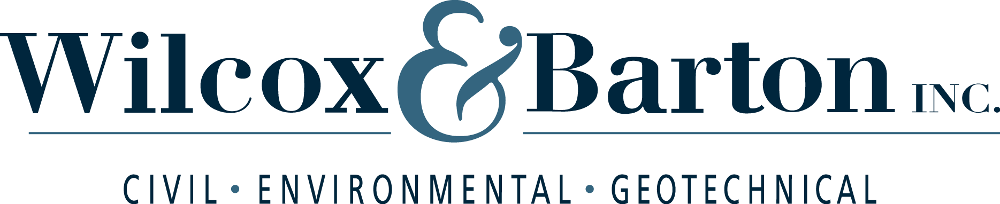 Wilcox & Barton INC.
CIVIL · ENVIRONMENTAL · GEOTECHNICAL